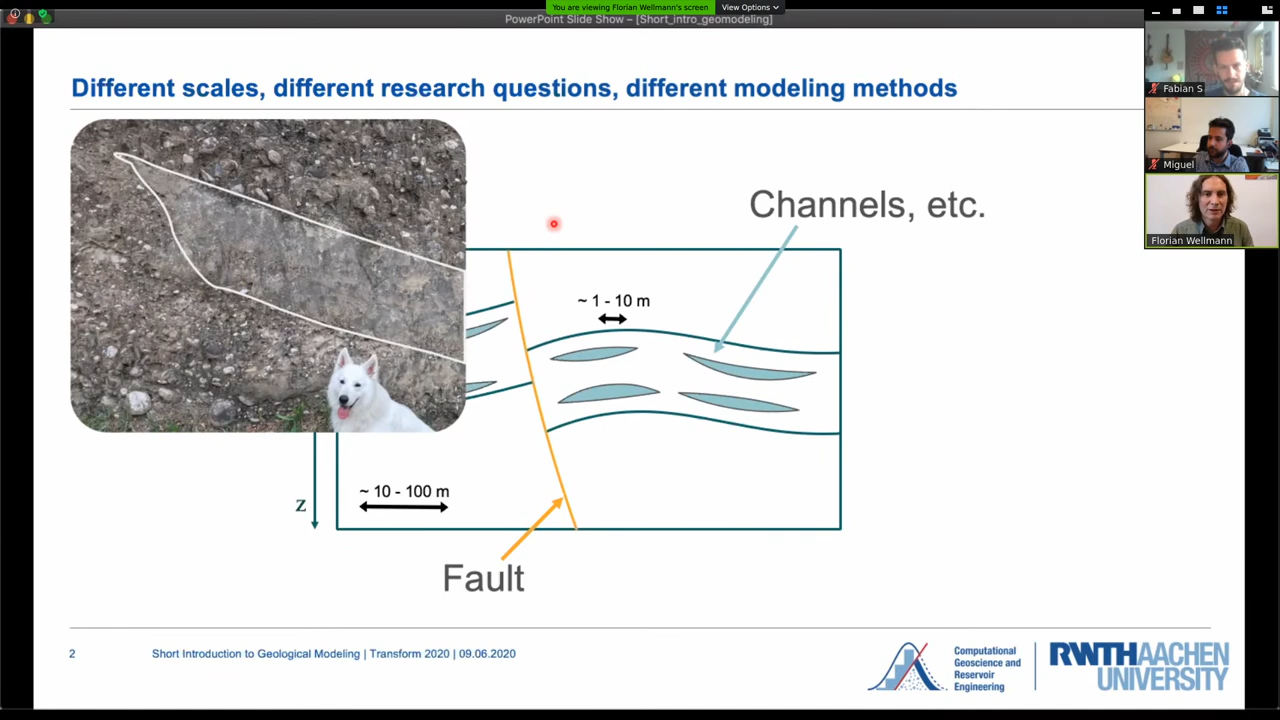 You are viewing Florian Wellmann's screen
View Options
PowerPoint Slide Show – [Short_intro_geomodeling]
Different scales, different research questions, different modeling methods
Fabian S
Miguel
Florian Wellmann
Channels, etc.
~ 1 - 10 m
~ 10 - 100 m
z
Fault
2
Short Introduction to Geological Modeling | Transform 2020 | 09.06.2020
Computational
Geoscience and
Reservoir
Engineering
RWTHAACHEN
UNIVERSITY